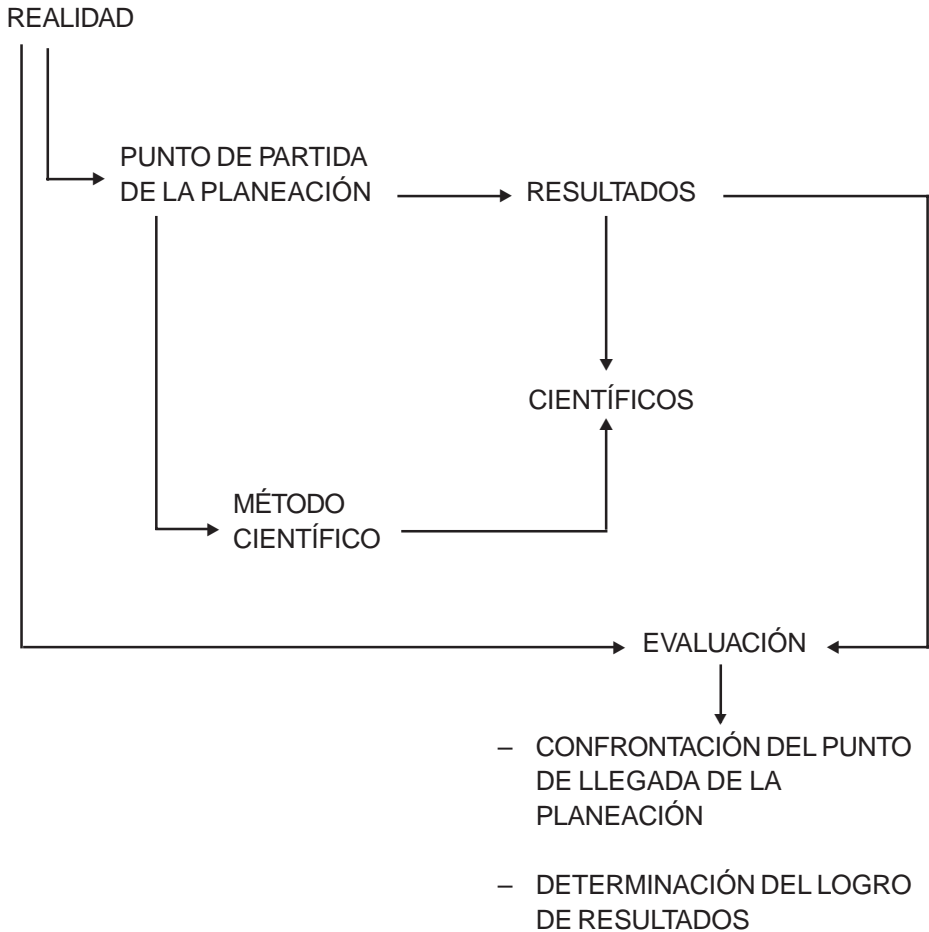 REALIDAD
PUNTO DE PARTIDA
DE LA PLANEACIÓN
RESULTADOS
CIENTÍFICOS
MÉTODO
CIENTÍFICO
EVALUACIÓN
– CONFRONTACIÓN DEL PUNTO
DE LLEGADA DE LA
PLANEACIÓN
– DETERMINACIÓN DEL LOGRO
DE RESULTADOS